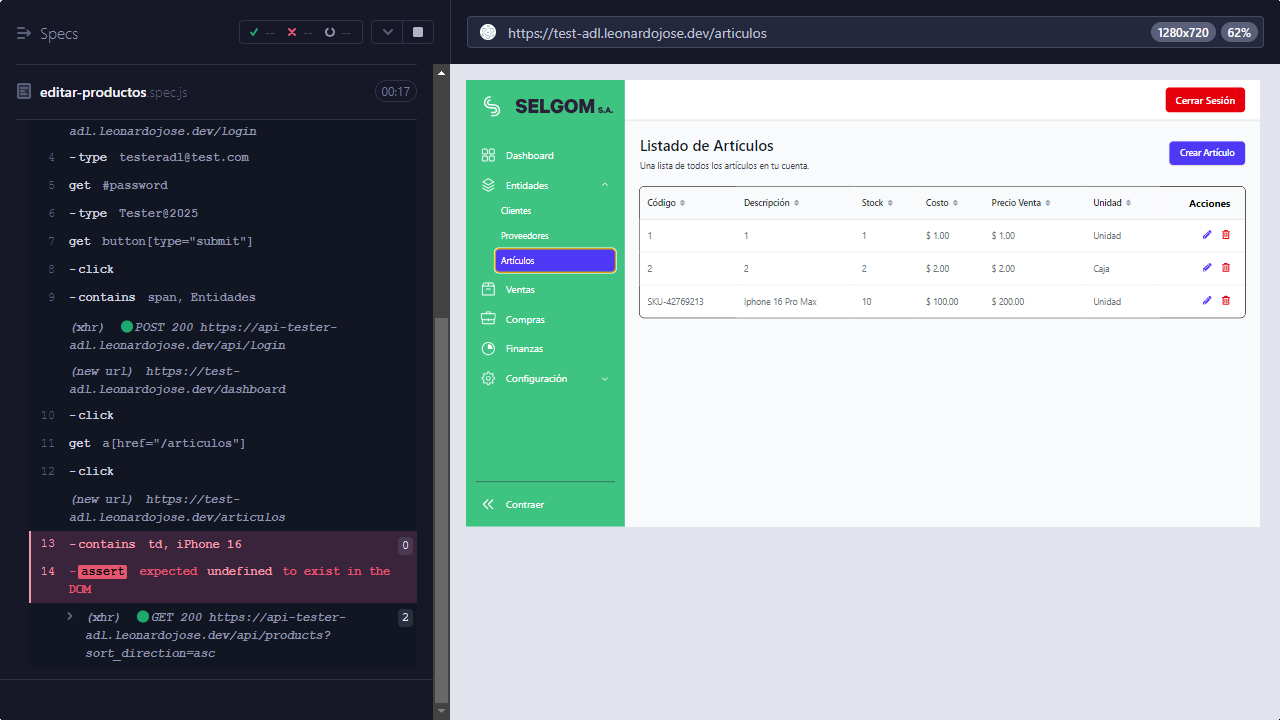 Specs
-- -- --
editar-productos.spec.js
00:17
adl.leonardojose.dev/login
4 -type testeradl@test.com
5 get #password
6 -type Tester@2025
7 get button[type="submit"]
8 -click
9 -contains span, Entidades
(xhr) POST 200 https://api-tester-
adl.leonardojose.dev/api/login
(new url) https://test-
adl.leonardojose.dev/dashboard
10 -click
11 get a[href="/articulos"]
12 -click
(new url) https://test-
adl.leonardojose.dev/articulos
13 -contains td, iPhone 16 0
14 -assert expected undefined to exist in the
DOM
(xhr) GET 200 https://api-tester- 2
adl.leonardojose.dev/api/products?
sort_direction=asc
https://test-adl.leonardojose.dev/articulos
1280x720 62%
SELGOM S.A.
Dashboard
Entidades
Clientes
Proveedores
Artículos
Ventas
Compras
Finanzas
Configuración
Contraer
Cerrar Sesión
Listado de Artículos
Una lista de todos los artículos en tu cuenta.
Crear Artículo
Código Descripción Stock Costo Precio Venta Unidad Acciones
1 1 1 $ 1.00 $ 1.00 Unidad
2 2 2 $ 2.00 $ 2.00 Caja
SKU-42769213 Iphone 16 Pro Max 10 $ 100.00 $ 200.00 Unidad